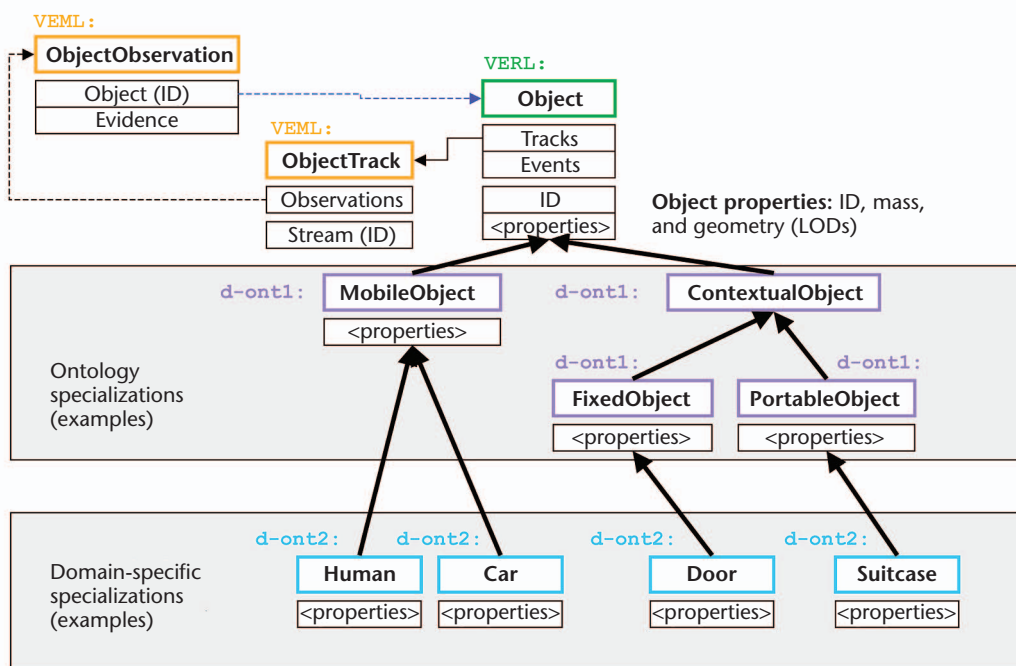 VEML:
ObjectObservation
Object (ID)
Evidence
VERL:
Object
Tracks
Events
ID
<properties>
VEML:
ObjectTrack
Observations
Stream (ID)
Object properties: ID, mass,
and geometry (LODs)
d-ont1:
MobileObject
<properties>
d-ont1:
ContextualObject
Ontology
specializations
(examples)
d-ont1:
FixedObject
<properties>
d-ont1:
PortableObject
<properties>
Domain-specific
specializations
(examples)
d-ont2:
Human
<properties>
d-ont2:
Car
<properties>
d-ont2:
Door
<properties>
d-ont2:
Suitcase
<properties>